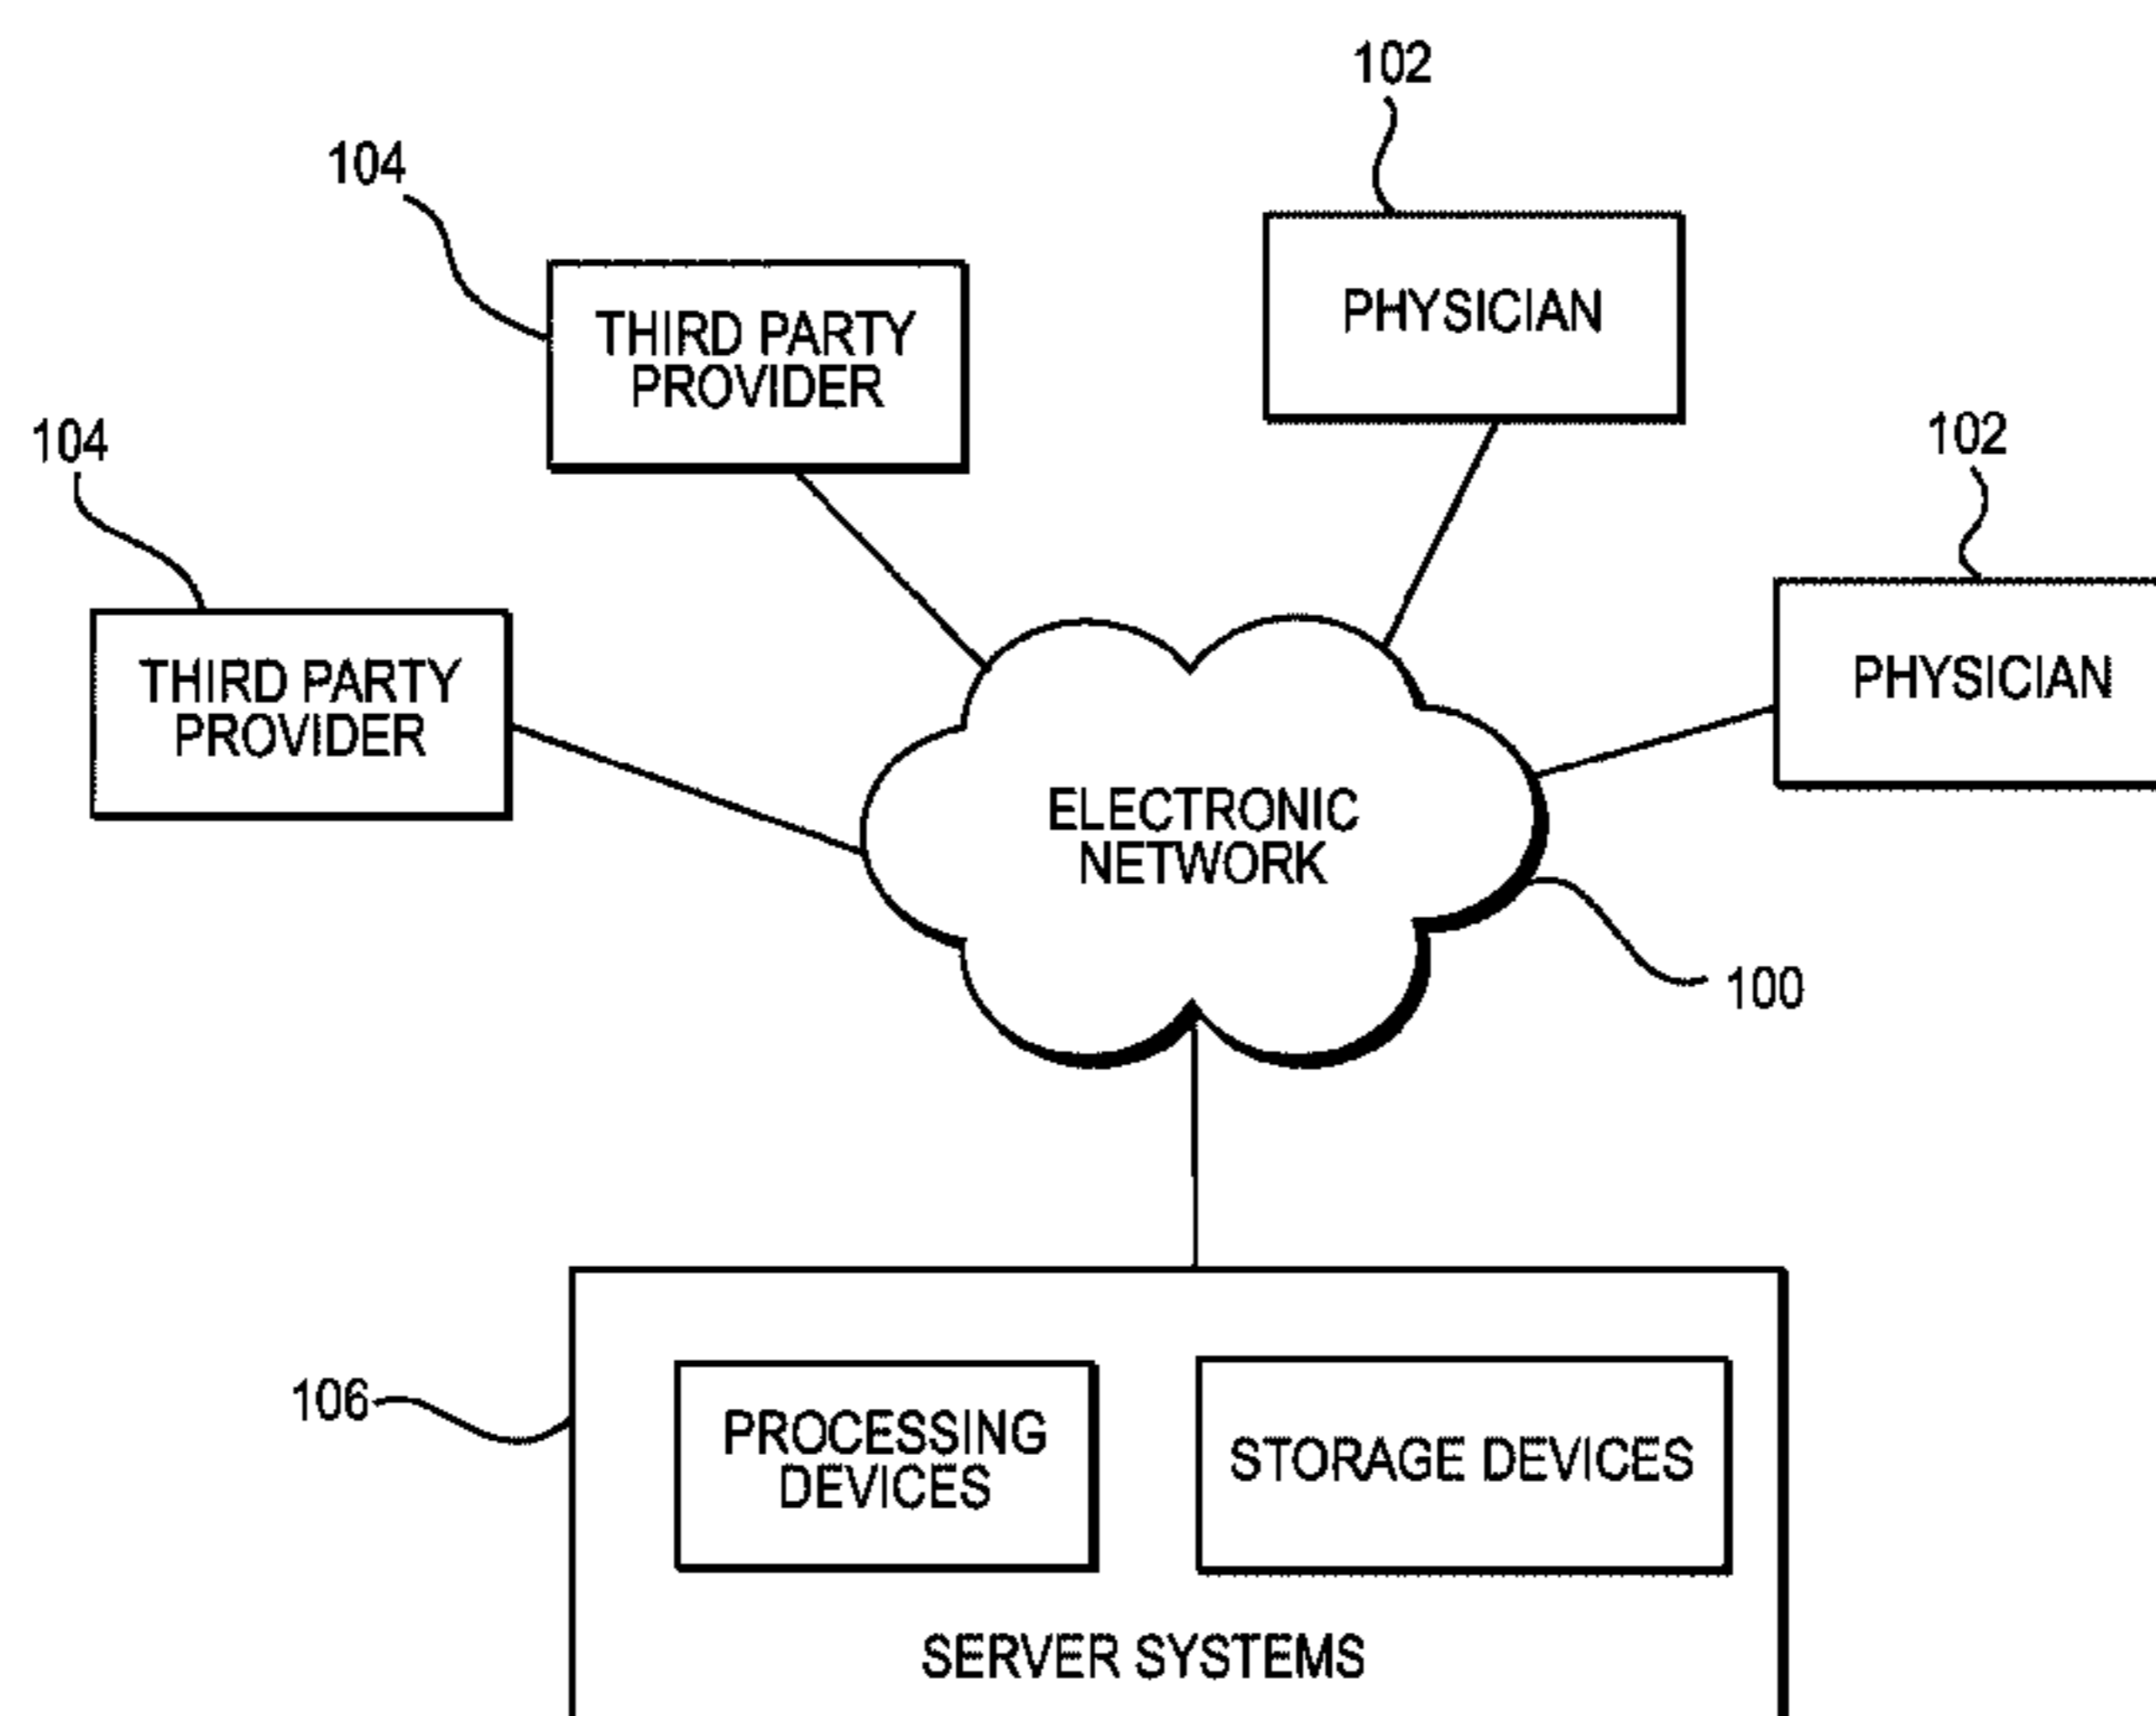 102
104
PHYSICIAN
THIRD PARTY
PROVIDER
102
104
PHYSICIAN
THIRD PARTY
PROVIDER
ELECTRONIC
NETWORK
100
106
PROCESSING
DEVICES
STORAGE DEVICES
SERVER SYSTEMS